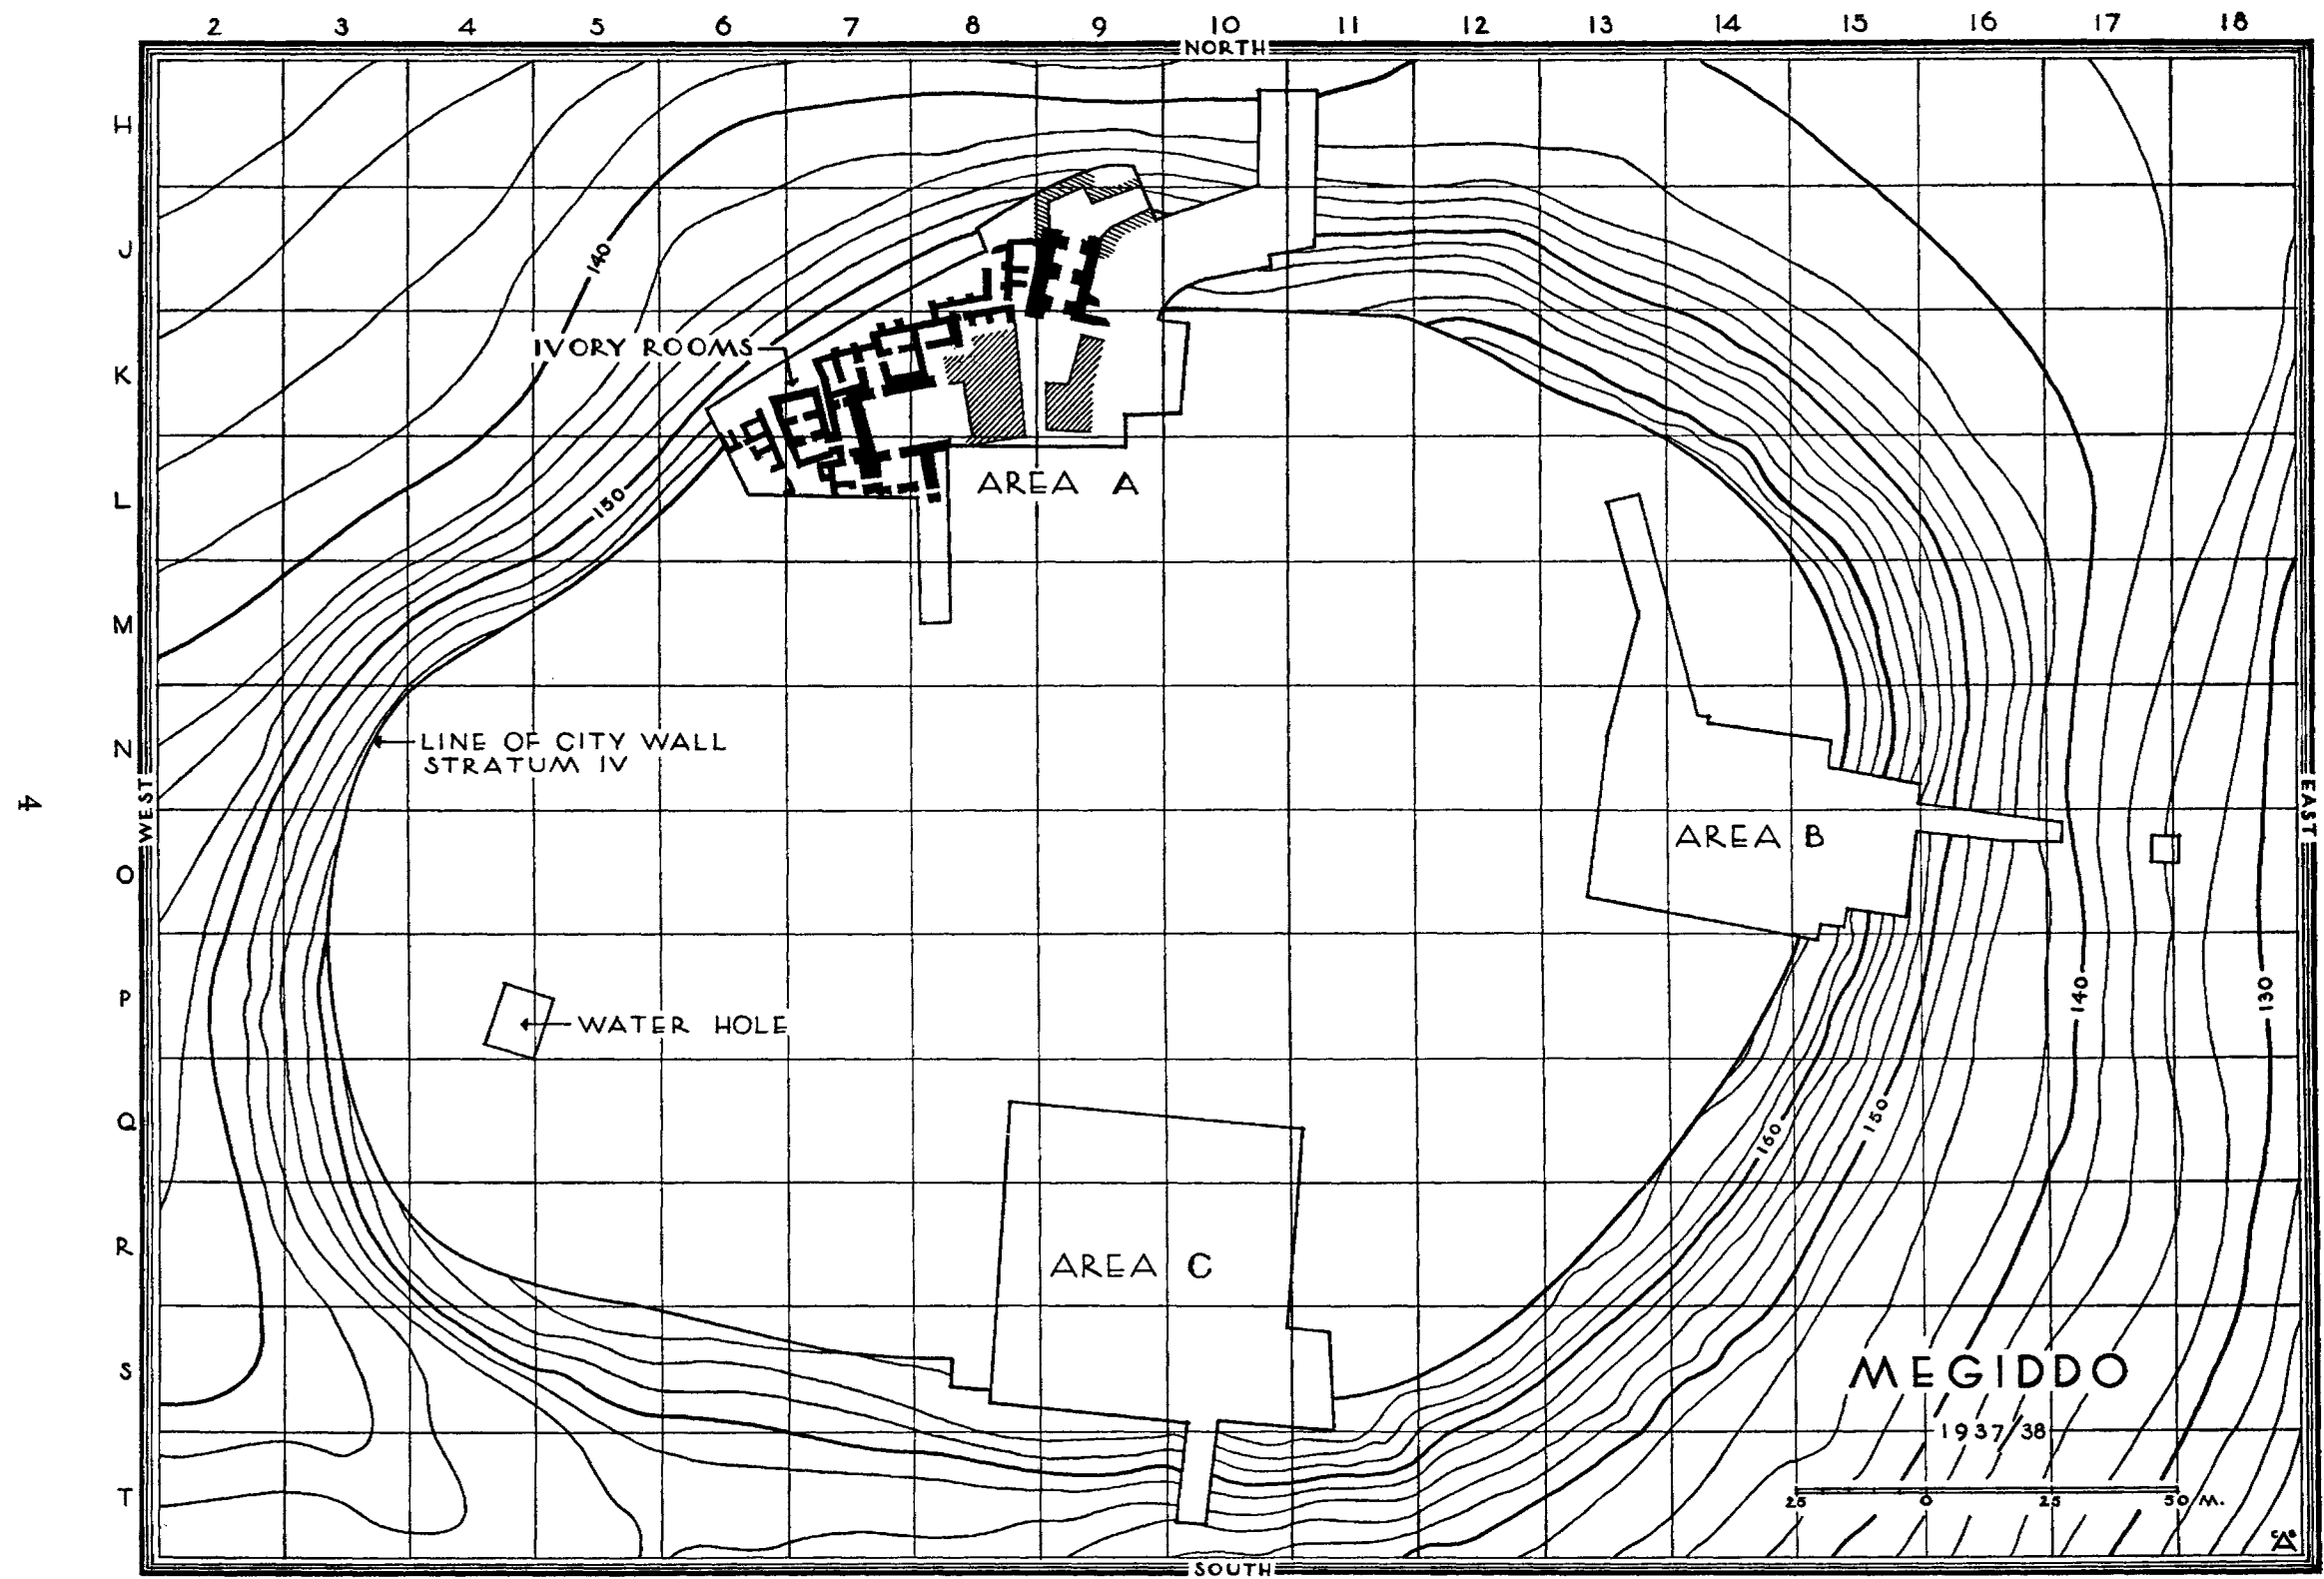 2 3 4 5 6 7 8 9 10 11 12 13 14 15 16 17 18
NORTH
H
J
140
IVORY ROOMS
K
AREA A
L
150
M
N
LINE OF CITY WALL
STRATUM IV
WEST
EAST
4
AREA B
O
P
WATER HOLE
140
130
Q
150
160
R
AREA C
S
MEGIDDO
1937/38
T
25 0 25 50 M.
SOUTH